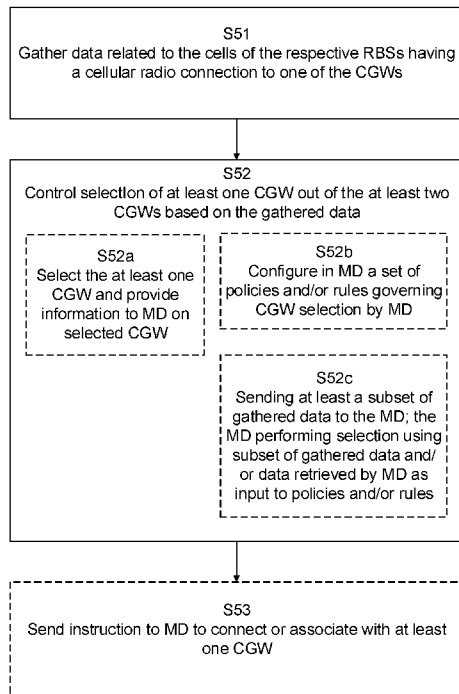 S51
Gather data related to the cells of the respective RBSs having
a cellular radio connection to one of the CGWs
S52
Control selection of at least one CGW out of the at least two
CGWs based on the gathered data
S52a
Select the at least one
CGW and provide
information to MD on
selected CGW
S52b
Configure in MD a set of
policies and/or rules governing
CGW selection by MD
S52c
Sending at least a subset of
gathered data to the MD; the
MD performing selection using
subset of gathered data and/
or data retrieved by MD as
input to policies and/or rules
S53
Send instruction to MD to connect or associate with at least
one CGW